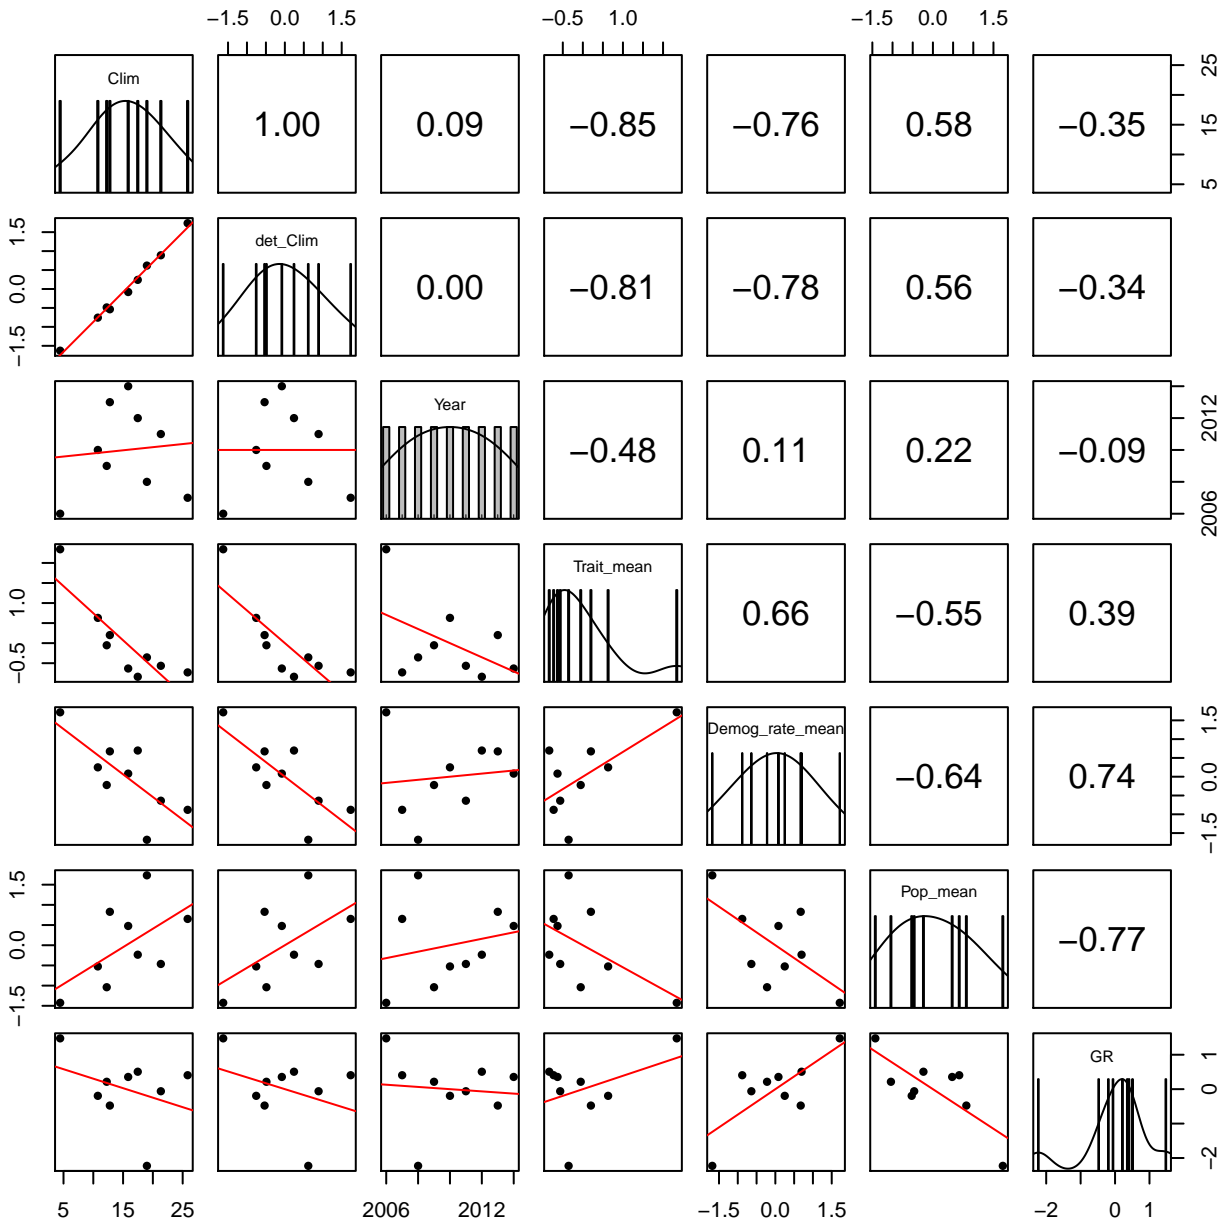 −1.5 0.0 1.5 −0.5 1.0 −1.5 0.0 1.5
Clim 1.00 0.09 −0.85 −0.76 0.58 −0.35 5 15 25
−1.5 0.0 1.5 det_Clim 0.00 −0.81 −0.78 0.56 −0.34
Year −0.48 0.11 0.22 −0.09 2006 2012
−0.5 1.0 Trait_mean 0.66 −0.55 0.39
Demog_rate_mean −0.64 0.74 −1.5 0.0 1.5
−1.5 0.0 1.5 Pop_mean −0.77
GR −2 0 1
5 15 25 2006 2012 −1.5 0.0 1.5 −2 0 1